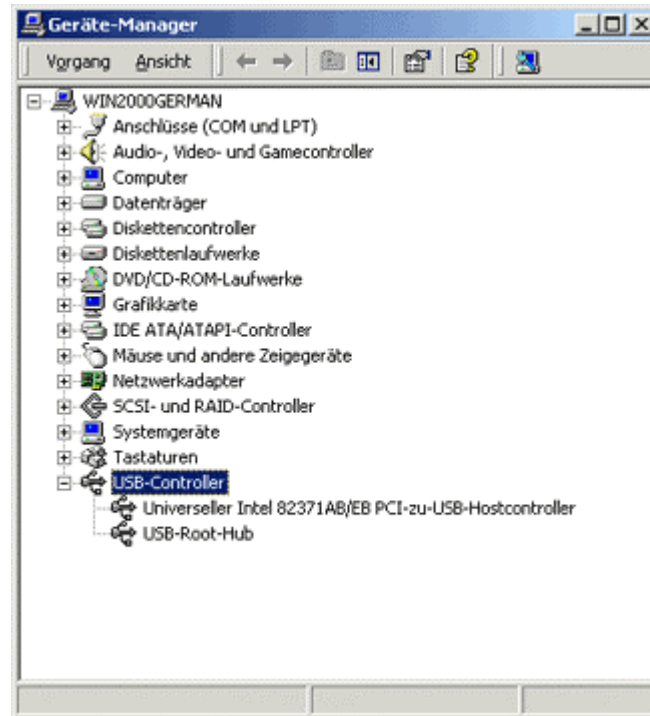 Geräte-Manager
Vorgang Ansicht
WIN2000GERMAN
Anschlüsse (COM und LPT)
Audio-, Video- und Gamecontroller
Computer
Datenträger
Diskettencontroller
Diskettenlaufwerke
DVD/CD-ROM-Laufwerke
Grafikkarte
IDE ATA/ATAPI-Controller
Mäuse und andere Zeigegeräte
Netzwerkadapter
SCSI- und RAID-Controller
Systemgeräte
Tastaturen
USB-Controller
Universeller Intel 82371AB/EB PCI-zu-USB-Hostcontroller
USB-Root-Hub